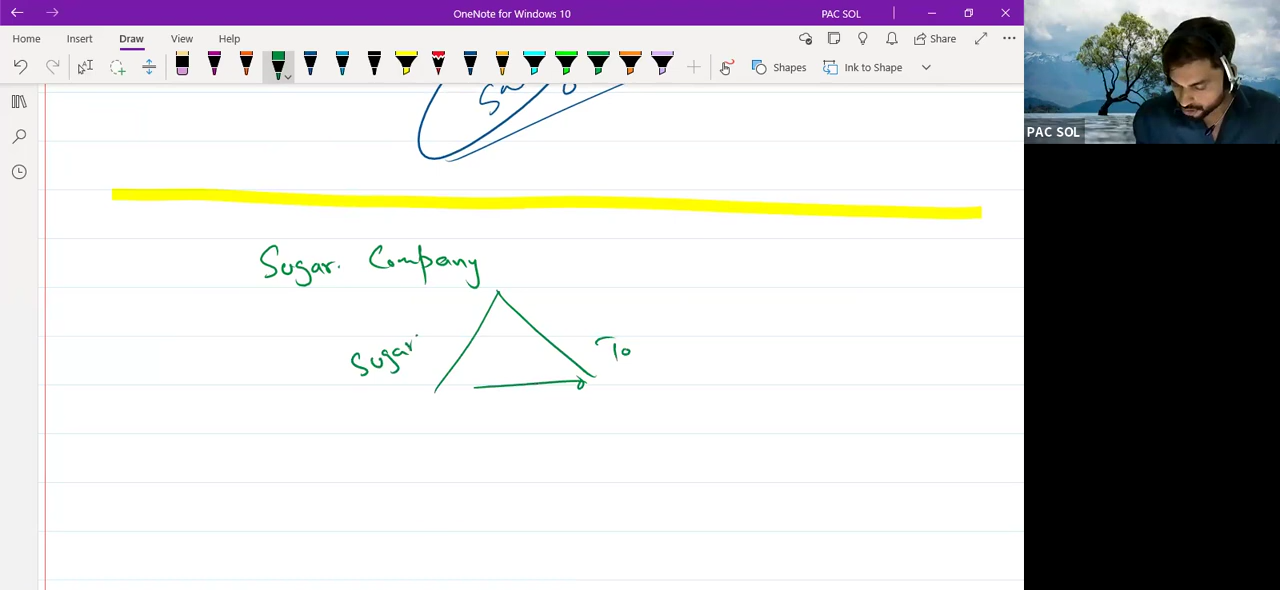 OneNote for Windows 10
PAC SOL
Home Insert Draw View Help
Share
Shapes
Ink to Shape
PAC SOL
Sugar. Company
Sugar
To